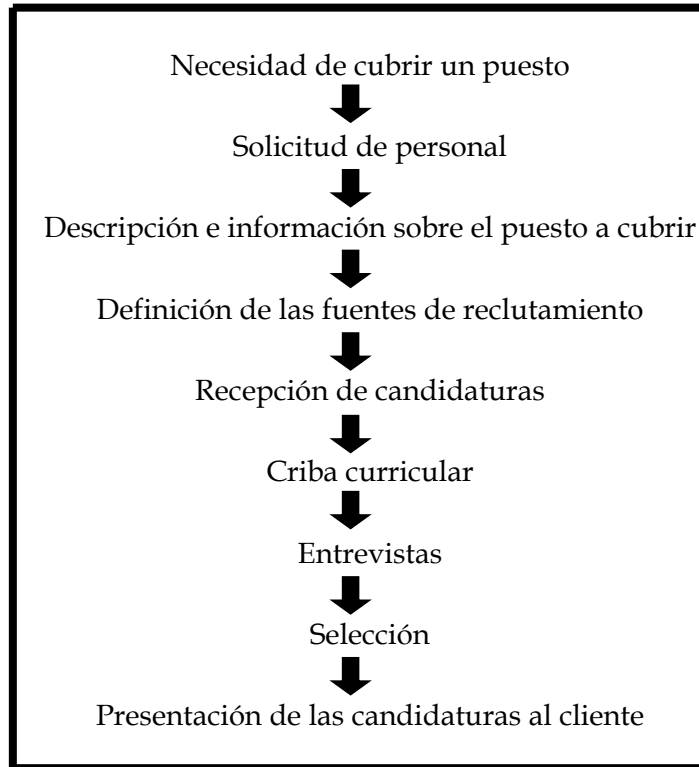 Necesidad de cubrir un puesto
Solicitud de personal
Descripción e información sobre el puesto a cubrir
Definición de las fuentes de reclutamiento
Recepción de candidaturas
Criba curricular
Entrevistas
Selección
Presentación de las candidaturas al cliente